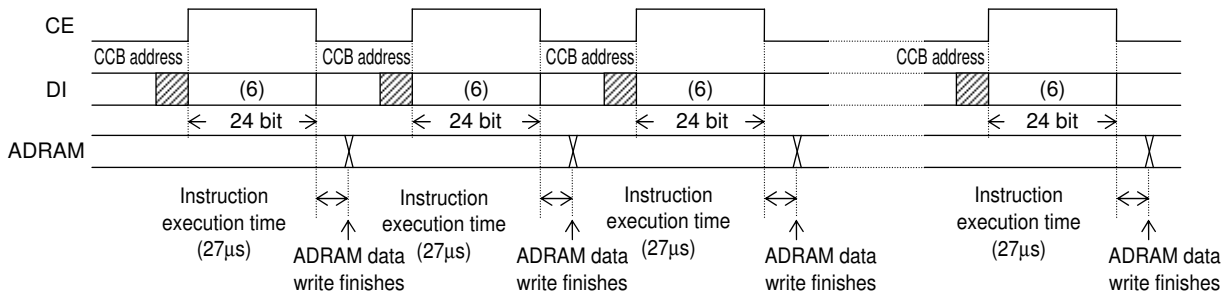 CE
CCB address CCB address CCB address CCB address
DI (6) (6) (6) (6)
24 bit 24 bit 24 bit 24 bit
ADRAM
Instruction execution time (27μs)
ADRAM data write finishes
Instruction execution time (27μs)
ADRAM data write finishes
Instruction execution time (27μs)
ADRAM data write finishes
Instruction execution time (27μs)
ADRAM data write finishes